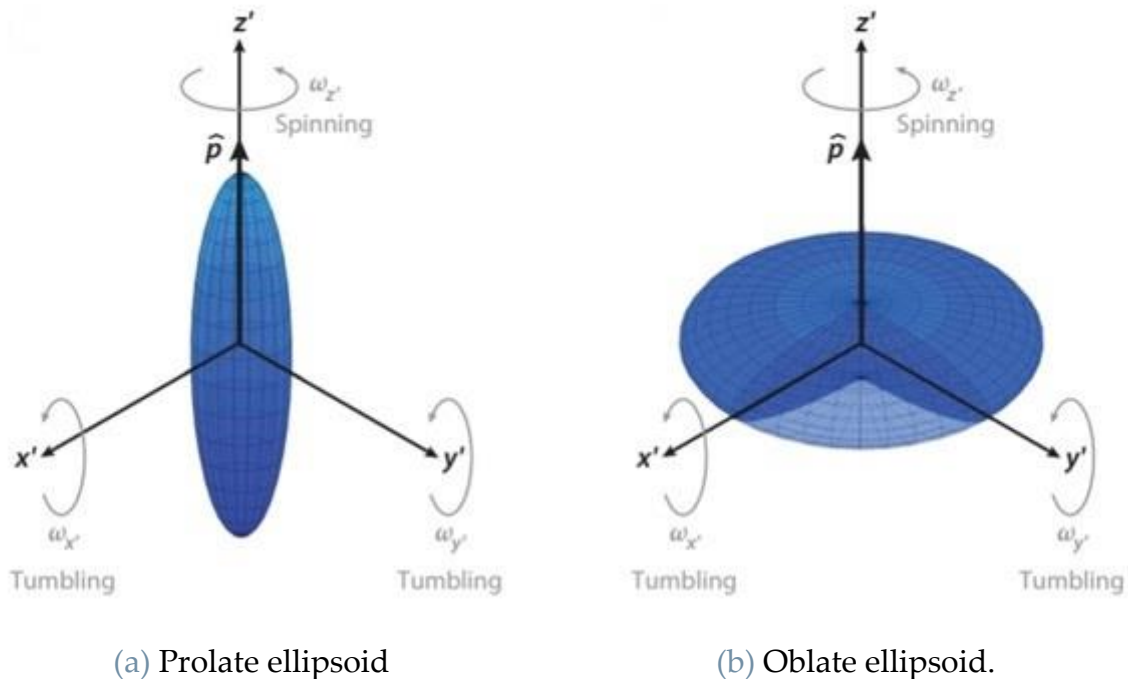 z'
ω_z'
Spinning
p̂
x'
y'
ω_x'
ω_y'
Tumbling
Tumbling
(a) Prolate ellipsoid
z'
ω_z'
Spinning
p̂
x'
y'
ω_x'
ω_y'
Tumbling
Tumbling
(b) Oblate ellipsoid.